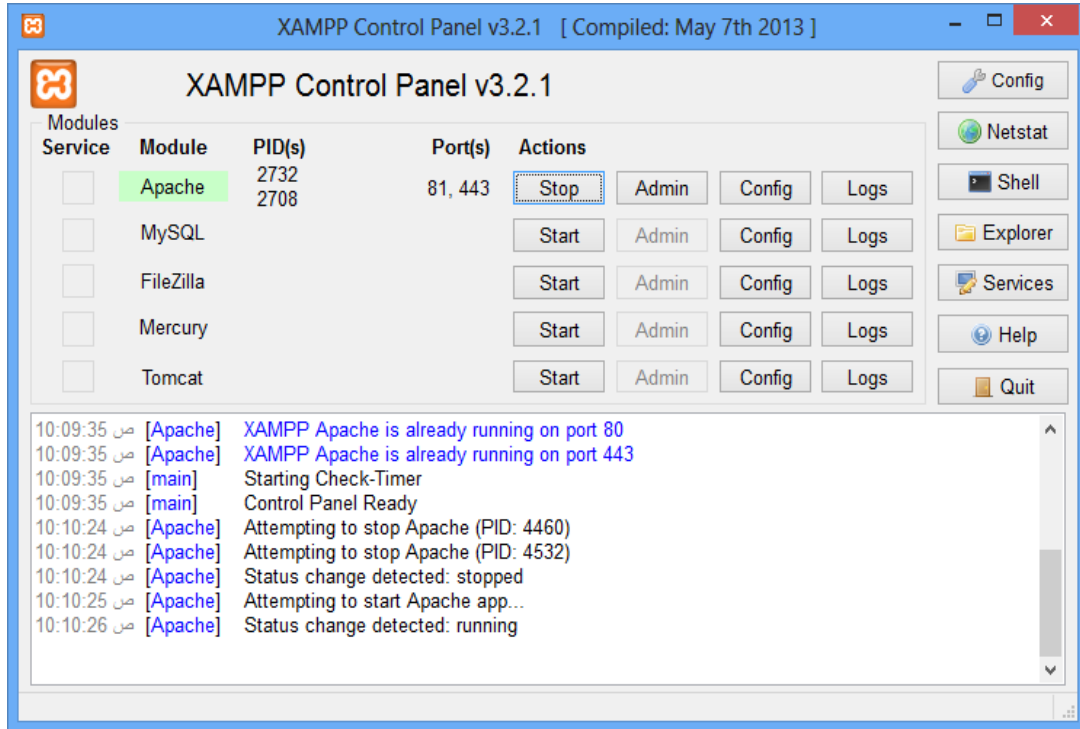 XAMPP Control Panel v3.2.1 [ Compiled: May 7th 2013 ]
XAMPP Control Panel v3.2.1
Config
Netstat
Shell
Explorer
Services
Help
Quit
Modules
Service Module PID(s) Port(s) Actions
Apache 2732 2708 81, 443 Stop Admin Config Logs
MySQL Start Admin Config Logs
FileZilla Start Admin Config Logs
Mercury Start Admin Config Logs
Tomcat Start Admin Config Logs
10:09:35 ص [Apache] XAMPP Apache is already running on port 80
10:09:35 ص [Apache] XAMPP Apache is already running on port 443
10:09:35 ص [main] Starting Check-Timer
10:09:35 ص [main] Control Panel Ready
10:10:24 ص [Apache] Attempting to stop Apache (PID: 4460)
10:10:24 ص [Apache] Attempting to stop Apache (PID: 4532)
10:10:24 ص [Apache] Status change detected: stopped
10:10:25 ص [Apache] Attempting to start Apache app...
10:10:26 ص [Apache] Status change detected: running